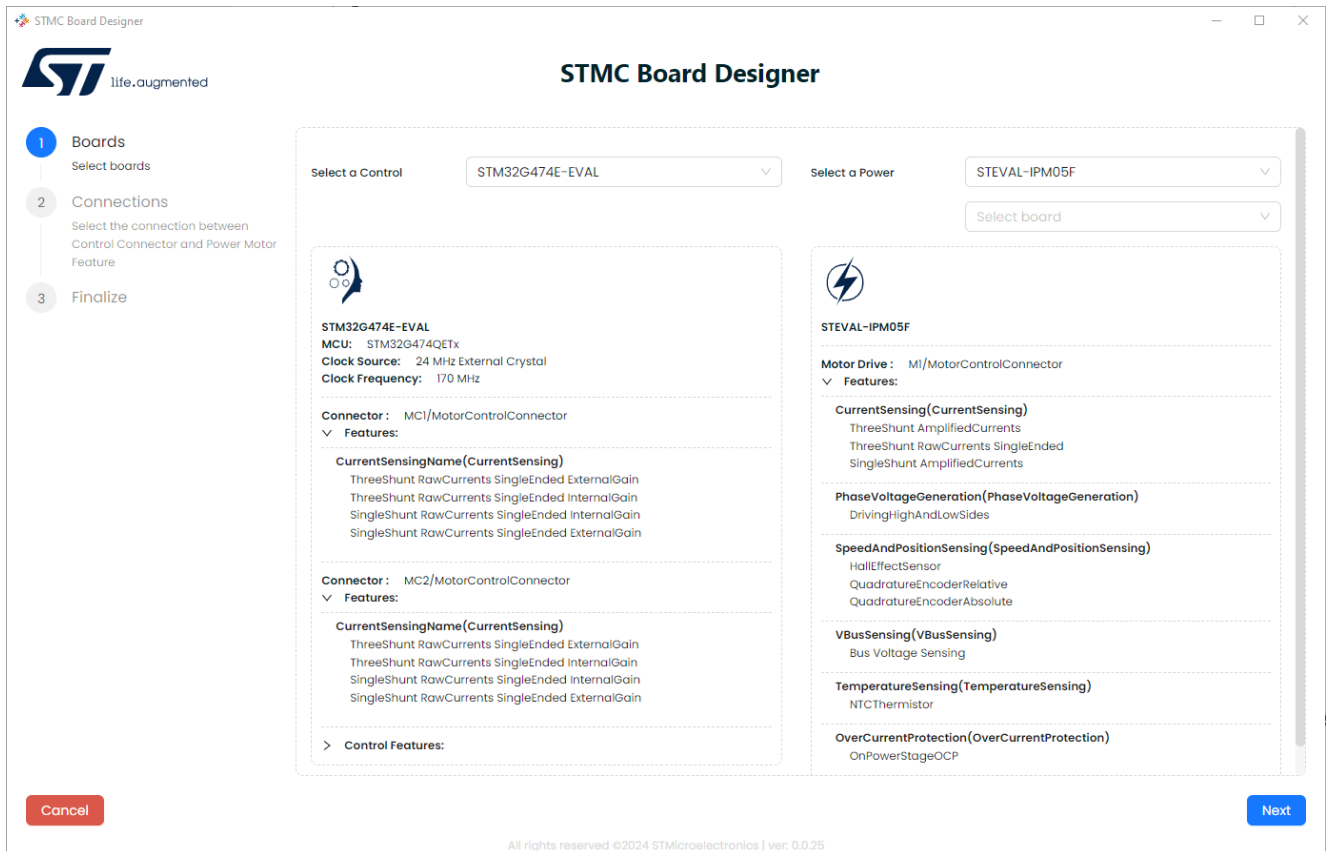 STMC Board Designer
ST life.augmented
STMC Board Designer
1 Boards
Select boards
2 Connections
Select the connection between
Control Connector and Power Motor
Feature
3 Finalize
Select a Control STM32G474E-EVAL
Select a Power STEVAL-IPM05F
Select board
STM32G474E-EVAL
MCU: STM32G474QETx
Clock Source: 24 MHz External Crystal
Clock Frequency: 170 MHz
Connector : MC1/MotorControlConnector
Features:
CurrentSensingName(CurrentSensing)
ThreeShunt RawCurrents SingleEnded ExternalGain
ThreeShunt RawCurrents SingleEnded InternalGain
SingleShunt RawCurrents SingleEnded InternalGain
SingleShunt RawCurrents SingleEnded ExternalGain
Connector : MC2/MotorControlConnector
Features:
CurrentSensingName(CurrentSensing)
ThreeShunt RawCurrents SingleEnded ExternalGain
ThreeShunt RawCurrents SingleEnded InternalGain
SingleShunt RawCurrents SingleEnded InternalGain
SingleShunt RawCurrents SingleEnded ExternalGain
Control Features:
STEVAL-IPM05F
Motor Drive : M1/MotorControlConnector
Features:
CurrentSensing(CurrentSensing)
ThreeShunt AmplifiedCurrents
ThreeShunt RawCurrents SingleEnded
SingleShunt AmplifiedCurrents
PhaseVoltageGeneration(PhaseVoltageGeneration)
DrivingHighAndLowSides
SpeedAndPositionSensing(SpeedAndPositionSensing)
HallEffectSensor
QuadratureEncoderRelative
QuadratureEncoderAbsolute
VBusSensing(VBusSensing)
Bus Voltage Sensing
TemperatureSensing(TemperatureSensing)
NTCThermistor
OverCurrentProtection(OverCurrentProtection)
OnPowerStageOCP
Cancel
Next
All rights reserved ©2024 STMicroelectronics | ver: 0.0.25